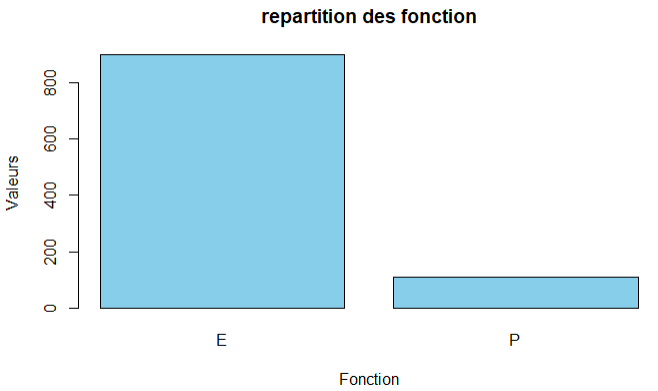 repartition des fonction
Valeurs
800
600
400
200
0
E
P
Fonction